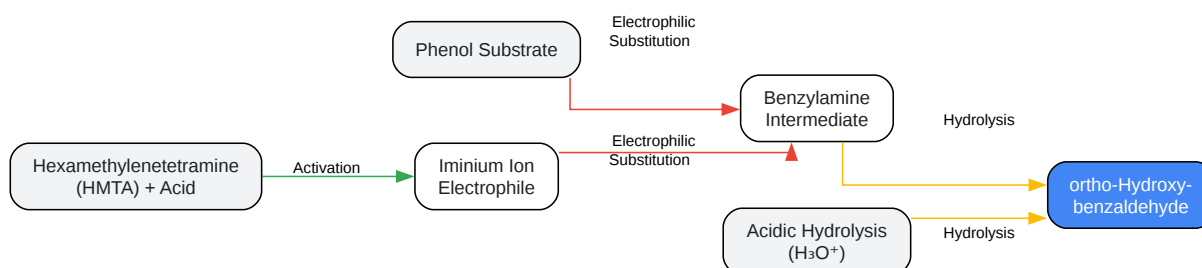 Electrophilic
Substitution
Phenol Substrate
Benzylamine
Intermediate
Hydrolysis
Electrophilic
Substitution
Hexamethylenetetramine
(HMTA) + Acid
Activation
Iminium Ion
Electrophile
ortho-Hydroxy-
benzaldehyde
Acidic Hydrolysis
(H₃O⁺)
Hydrolysis